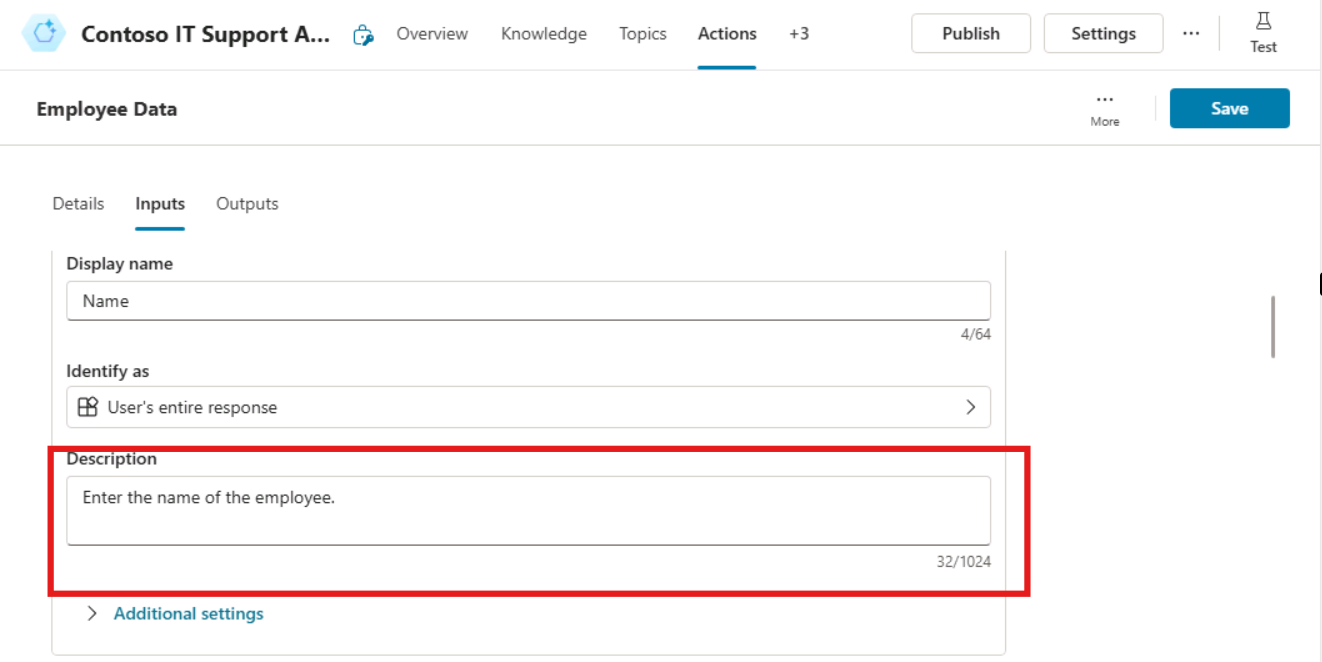 Contoso IT Support A... Overview Knowledge Topics Actions +3 Publish Settings ... Test
Employee Data ... More Save
Details Inputs Outputs
Display name
Name
4/64
Identify as
User's entire response
Description
Enter the name of the employee.
32/1024
Additional settings